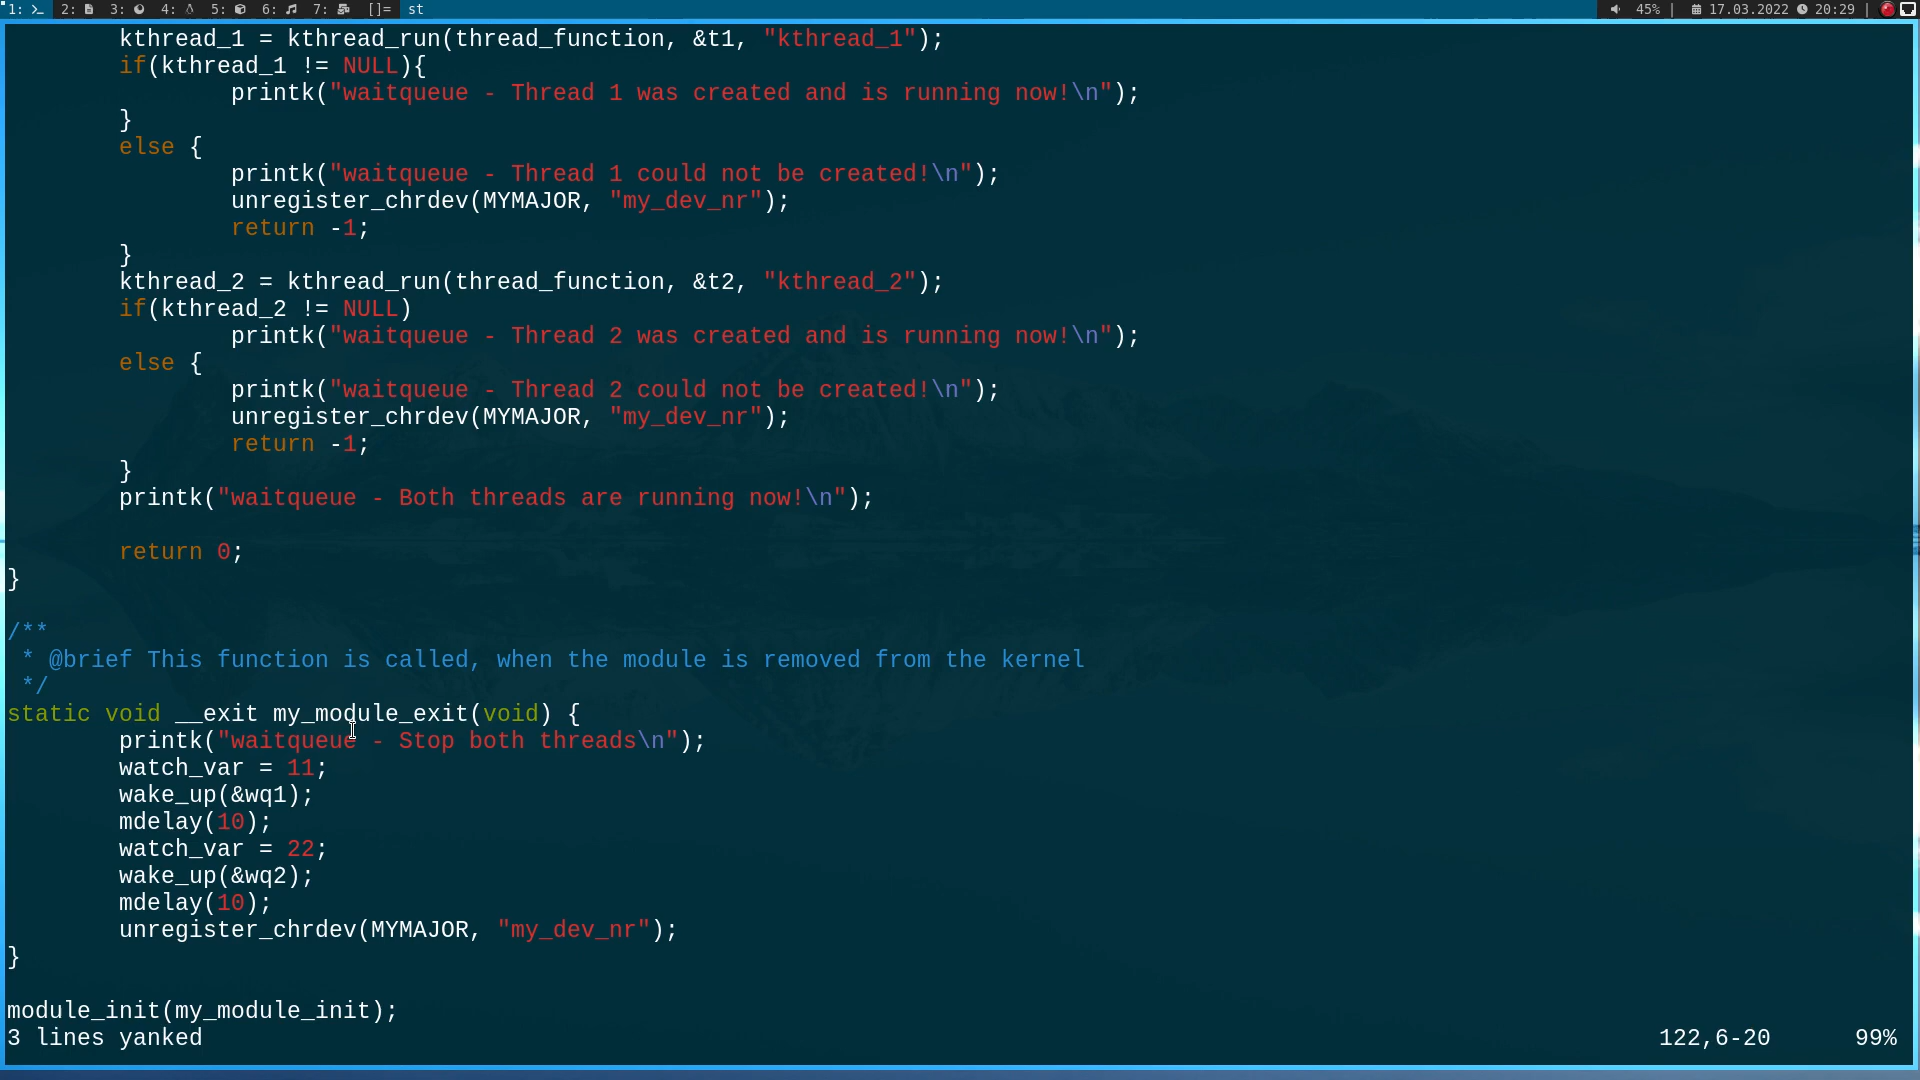 1: 2: 3: 4: 5: 6: 7: []= st 45% | 17.03.2022 20:29 |
kthread_1 = kthread_run(thread_function, &t1, "kthread_1");
if(kthread_1 != NULL){
printk("waitqueue - Thread 1 was created and is running now!\n");
}
else {
printk("waitqueue - Thread 1 could not be created!\n");
unregister_chrdev(MYMAJOR, "my_dev_nr");
return -1;
}
kthread_2 = kthread_run(thread_function, &t2, "kthread_2");
if(kthread_2 != NULL)
printk("waitqueue - Thread 2 was created and is running now!\n");
else {
printk("waitqueue - Thread 2 could not be created!\n");
unregister_chrdev(MYMAJOR, "my_dev_nr");
return -1;
}
printk("waitqueue - Both threads are running now!\n");
return 0;
}
/**
* @brief This function is called, when the module is removed from the kernel
*/
static void __exit my_module_exit(void) {
printk("waitqueue - Stop both threads\n");
watch_var = 11;
wake_up(&wq1);
mdelay(10);
watch_var = 22;
wake_up(&wq2);
mdelay(10);
unregister_chrdev(MYMAJOR, "my_dev_nr");
}
module_init(my_module_init);
3 lines yanked 122,6-20 99%